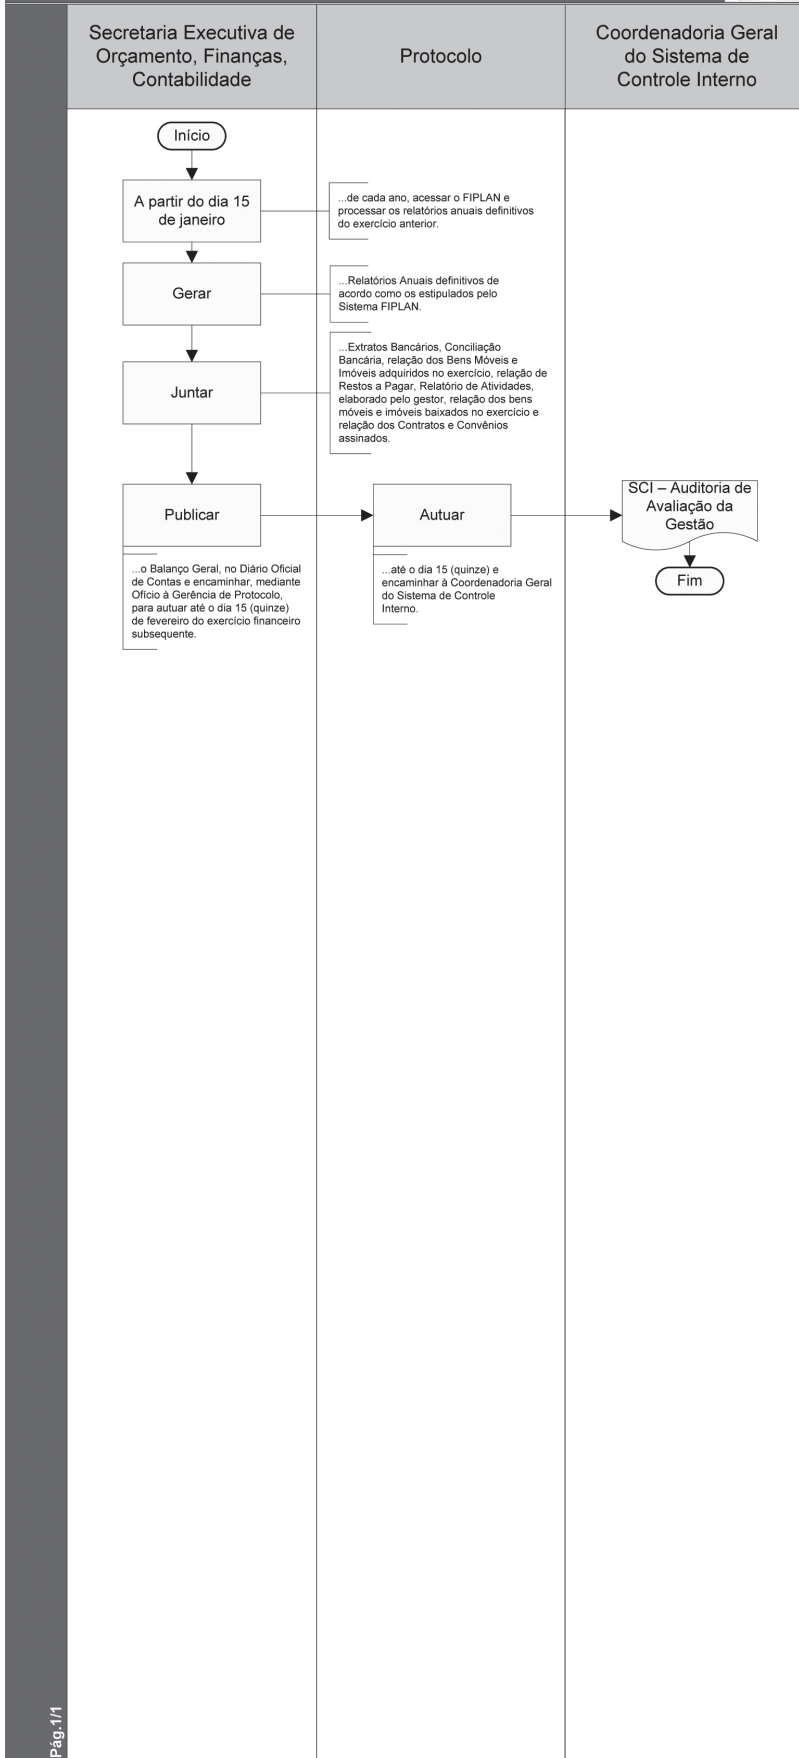 Secretaria Executiva de
Orçamento, Finanças,
Contabilidade
Protocolo
Coordenadoria Geral
do Sistema de
Controle Interno
Início
A partir do dia 15
de janeiro
...de cada ano, acessar o FIPLAN e
processar os relatórios anuais definitivos
do exercício anterior.
Gerar
...Relatórios Anuais definitivos de
acordo como os estipulados pelo
Sistema FIPLAN.
Juntar
...Extratos Bancários, Conciliação
Bancária, relação dos Bens Móveis e
Imóveis adquiridos no exercício, relação de
Restos a Pagar, Relatório de Atividades,
elaborado pelo gestor, relação dos bens
móveis e imóveis baixados no exercício e
relação dos Contratos e Convênios
assinados.
Publicar
...o Balanço Geral, no Diário Oficial
de Contas e encaminhar, mediante
Ofício à Gerência de Protocolo,
para autuar até o dia 15 (quinze)
de fevereiro do exercício financeiro
subsequente.
Autuar
...até o dia 15 (quinze) e
encaminhar à Coordenadoria Geral
do Sistema de Controle
Interno.
SCI – Auditoria de
Avaliação da
Gestão
Fim
Pág.1/1